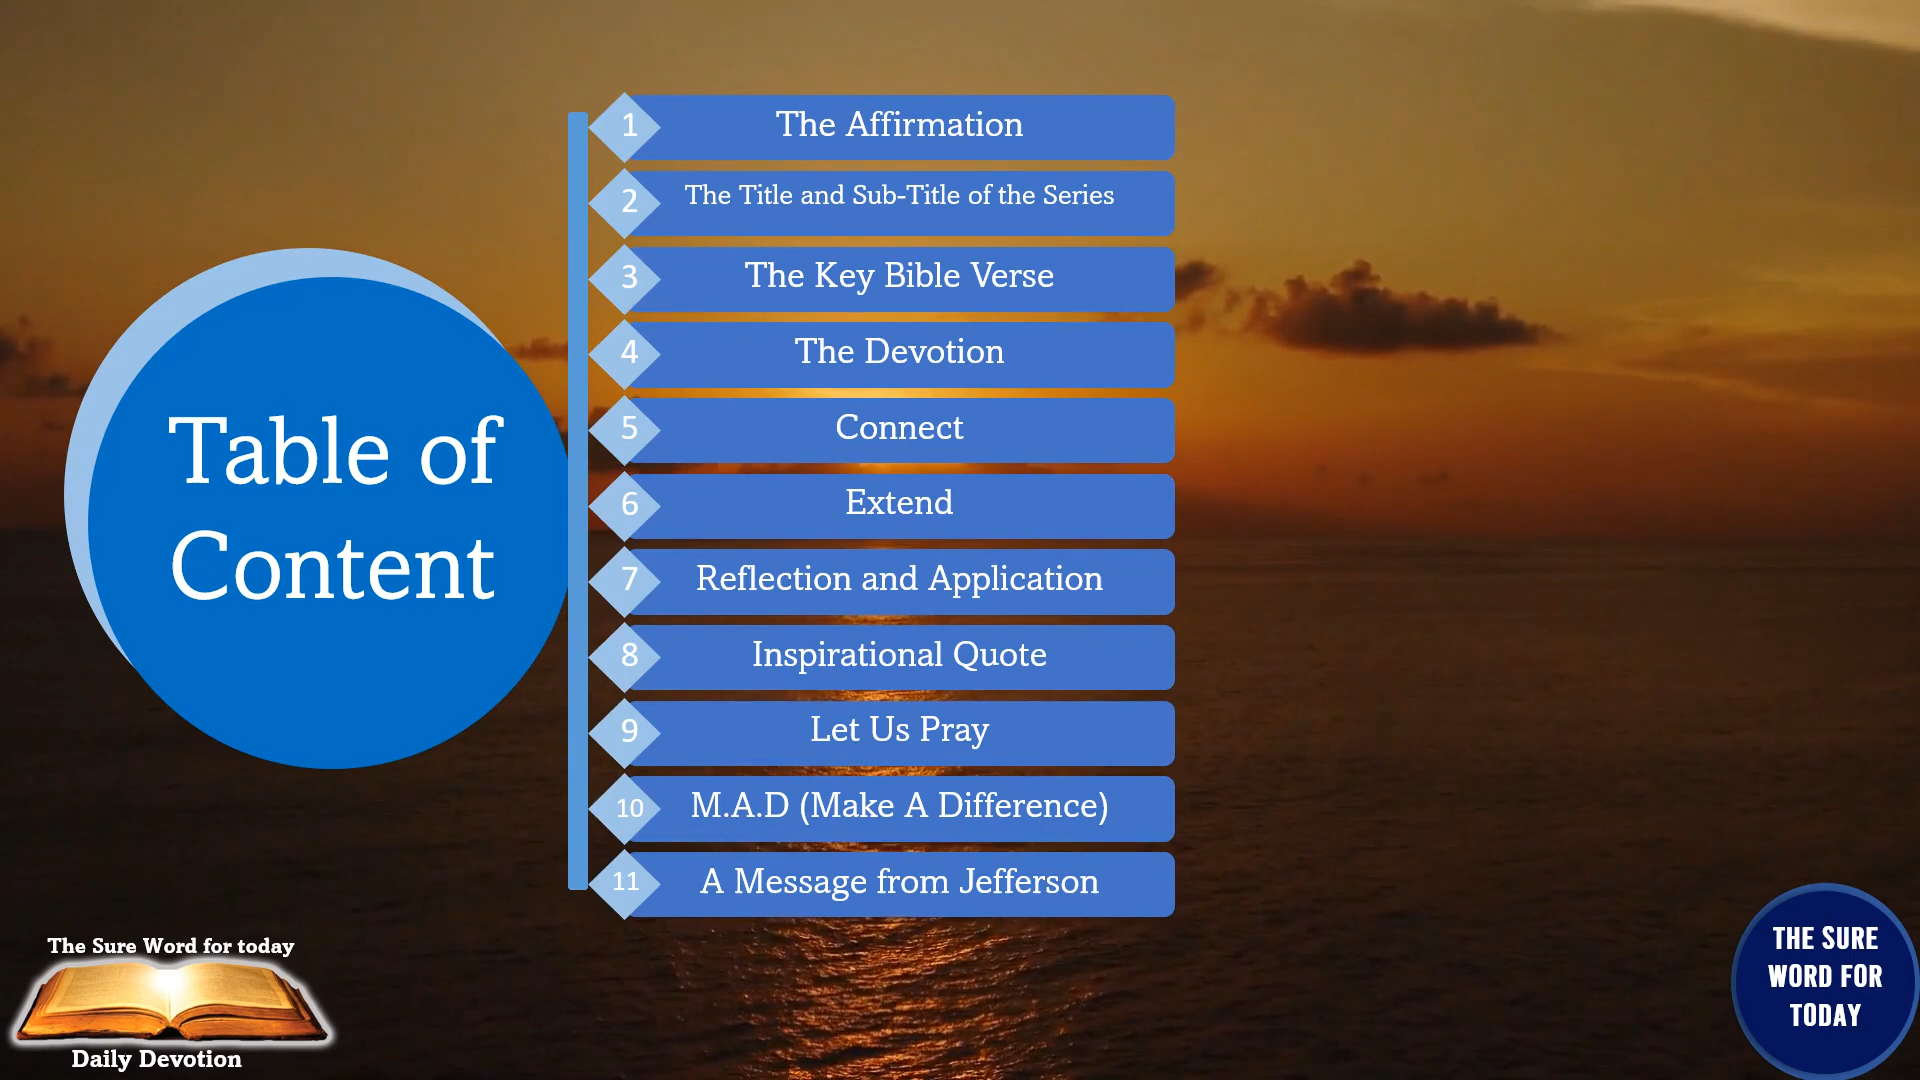 Table of
Content
1 The Affirmation
2 The Title and Sub-Title of the Series
3 The Key Bible Verse
4 The Devotion
5 Connect
6 Extend
7 Reflection and Application
8 Inspirational Quote
9 Let Us Pray
10 M.A.D (Make A Difference)
11 A Message from Jefferson
The Sure Word for today
Daily Devotion
THE SURE
WORD FOR
TODAY